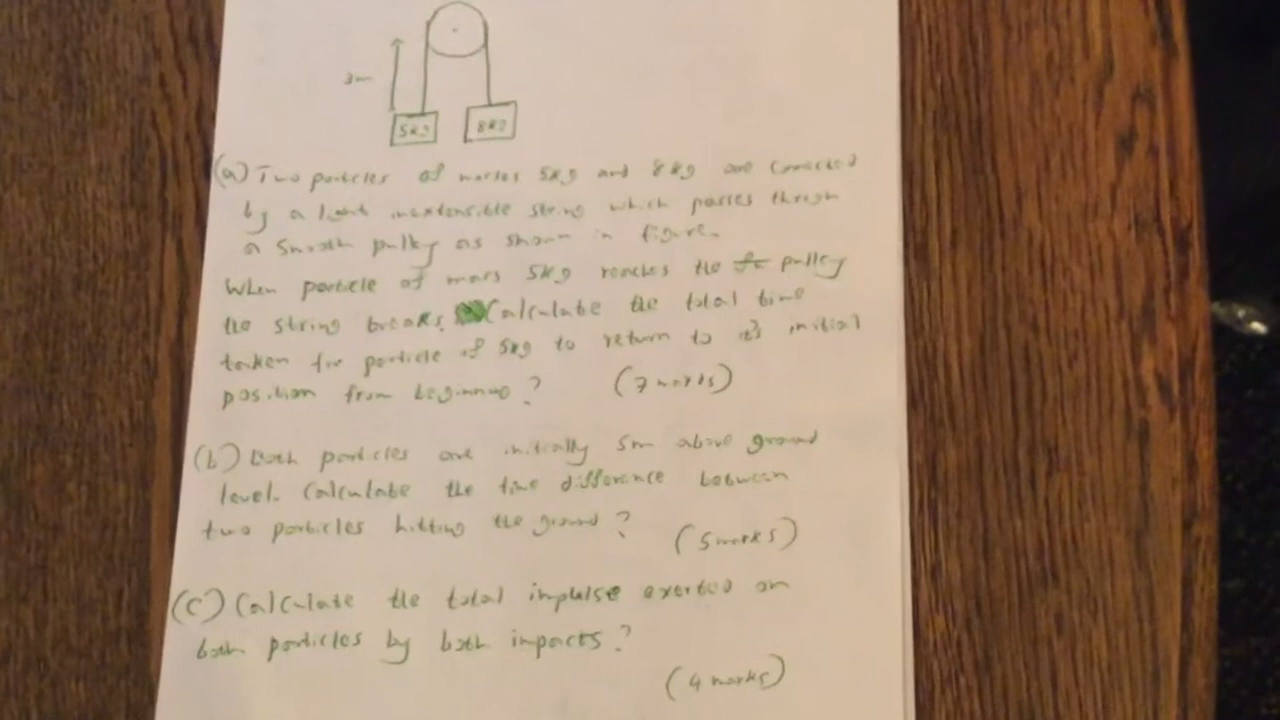 3m
5kg
8kg
(a) Two particles of masses 5kg and 8kg are connected
by a light inextensible string which passes through
a smooth pulley as shown in figure.
When particle of mass 5kg reaches the pulley
the string breaks. Calculate the total time
taken for particle of 5kg to return to it's initial
position from beginning? (7 marks)
(b) Both particles are initially 5m above ground
level. Calculate the time difference between
two particles hitting the ground? (5 marks)
(c) Calculate the total impulse exerted on
both particles by both impacts?
(4 marks)